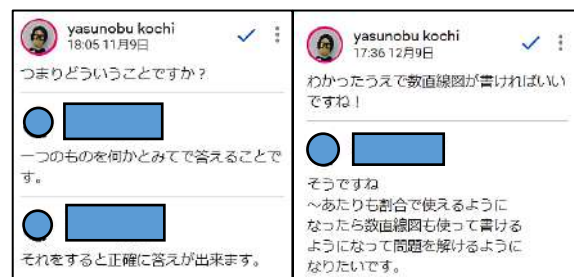 yasunobu kochi
18:05 11月9日
つまりどういうことですか？
一つのものを何かとみてで答えることで
す。
それをすると正確に答えが出来ます。
yasunobu kochi
17:36 12月9日
わかったうえで数直線図が書ければいい
ですね！
そうですね
～あたりも割合で使えるように
なったら数直線図も使って書ける
ようになって問題を解けるように
なりたいです。